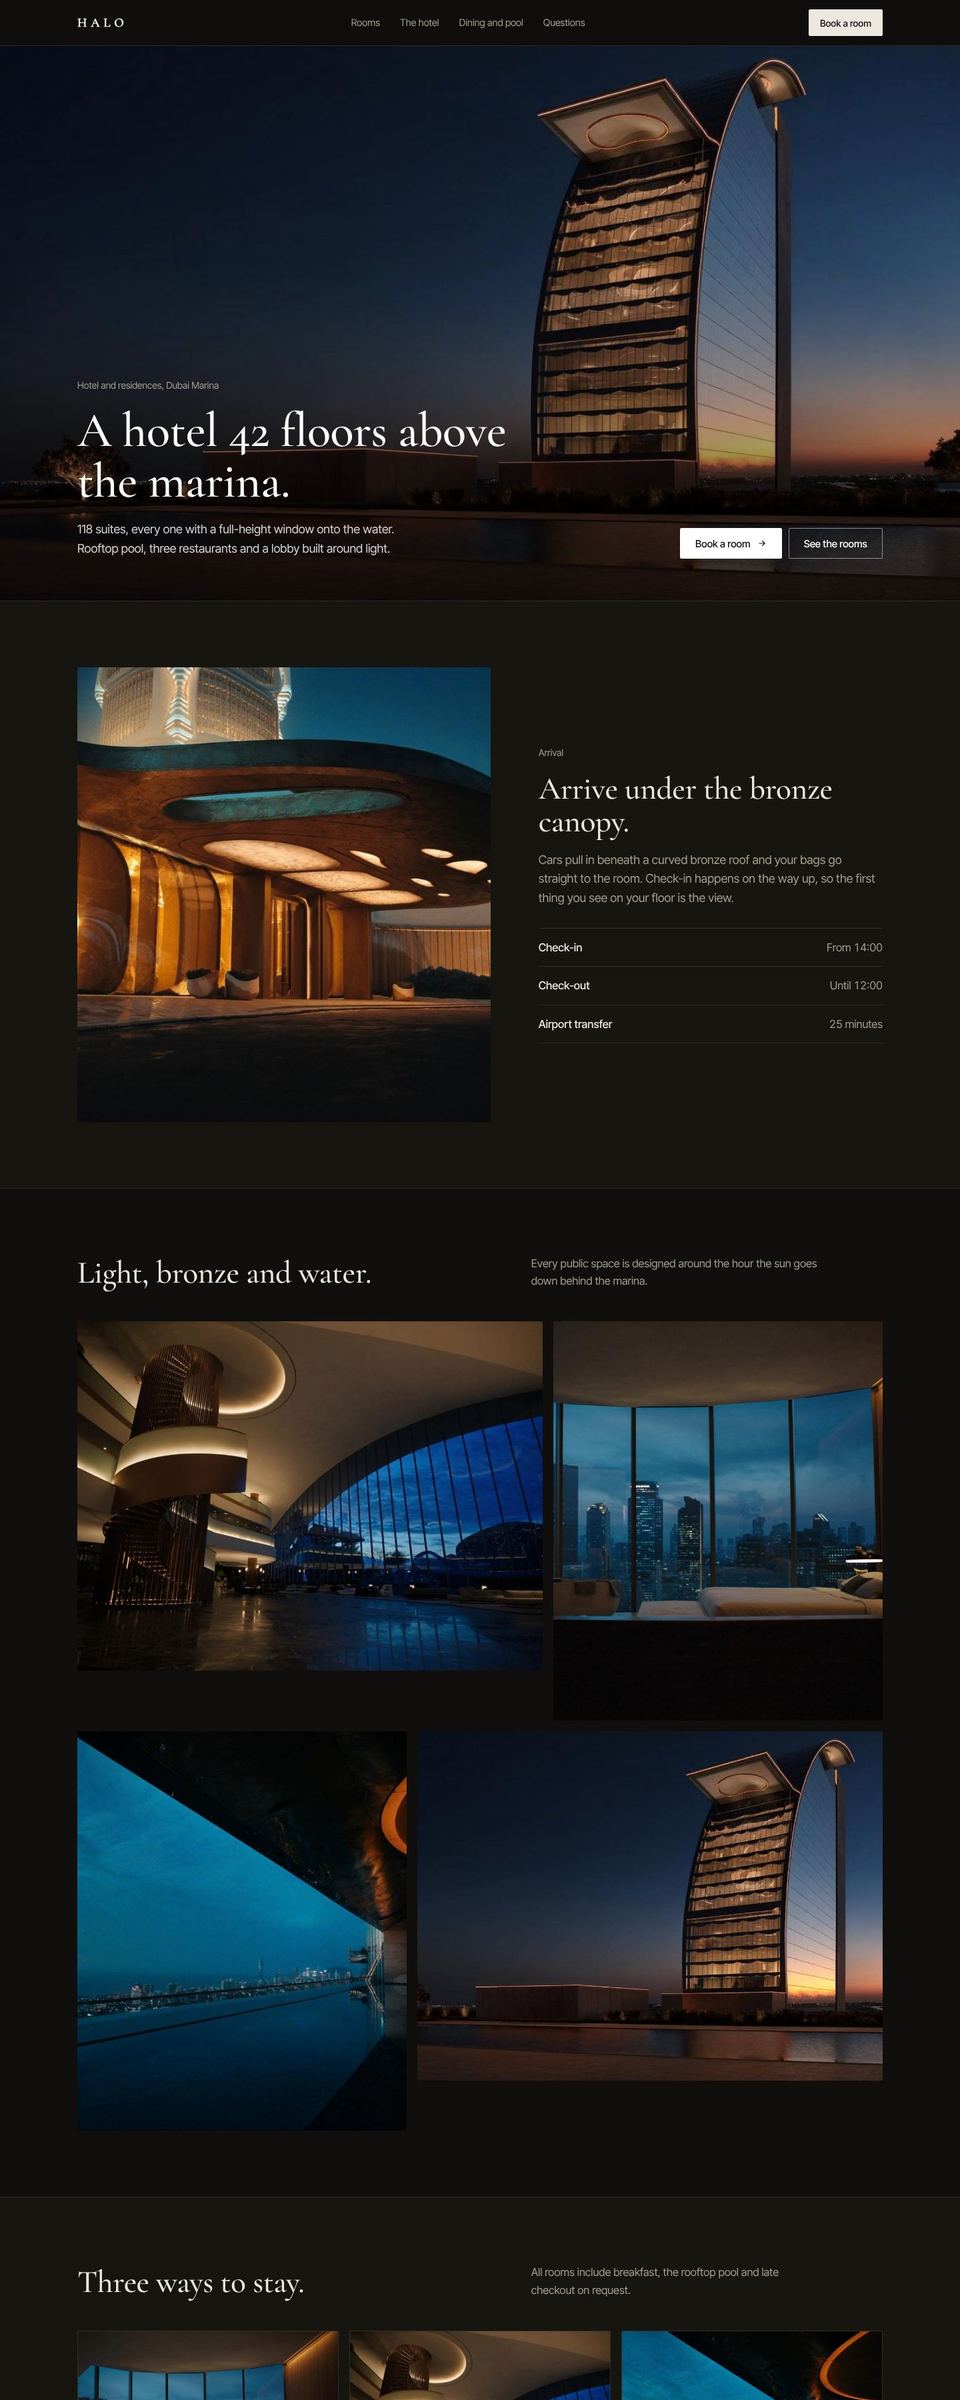 HALO
Rooms
The hotel
Dining and pool
Questions
Book a room
Hotel and residences, Dubai Marina
A hotel 42 floors above
the marina.
118 suites, every one with a full-height window onto the water.
Rooftop pool, three restaurants and a lobby built around light.
Book a room →
See the rooms
Arrival
Arrive under the bronze
canopy.
Cars pull in beneath a curved bronze roof and your bags go
straight to the room. Check-in happens on the way up, so the first
thing you see on your floor is the view.
Check-in From 14:00
Check-out Until 12:00
Airport transfer 25 minutes
Light, bronze and water.
Every public space is designed around the hour the sun goes
down behind the marina.
Three ways to stay.
All rooms include breakfast, the rooftop pool and late
checkout on request.